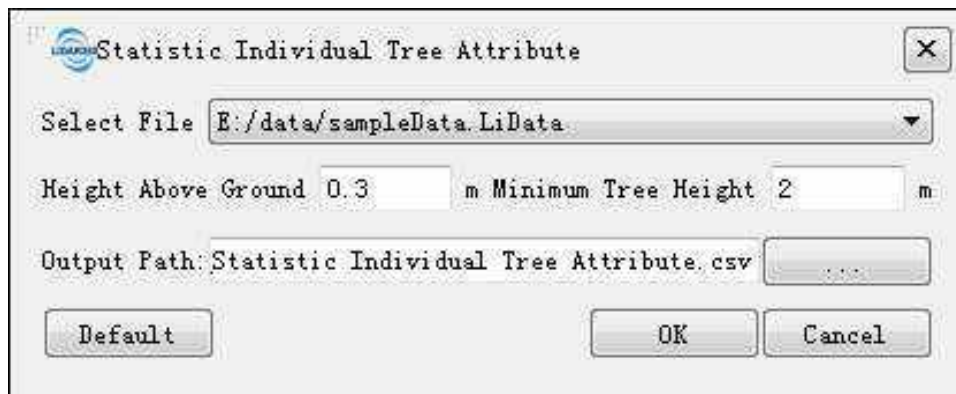 Statistic Individual Tree Attribute
Select File E:/data/sampleData.LiData
Height Above Ground 0.3 m Minimum Tree Height 2 m
Output Path: Statistic Individual Tree Attribute.csv ...
Default OK Cancel